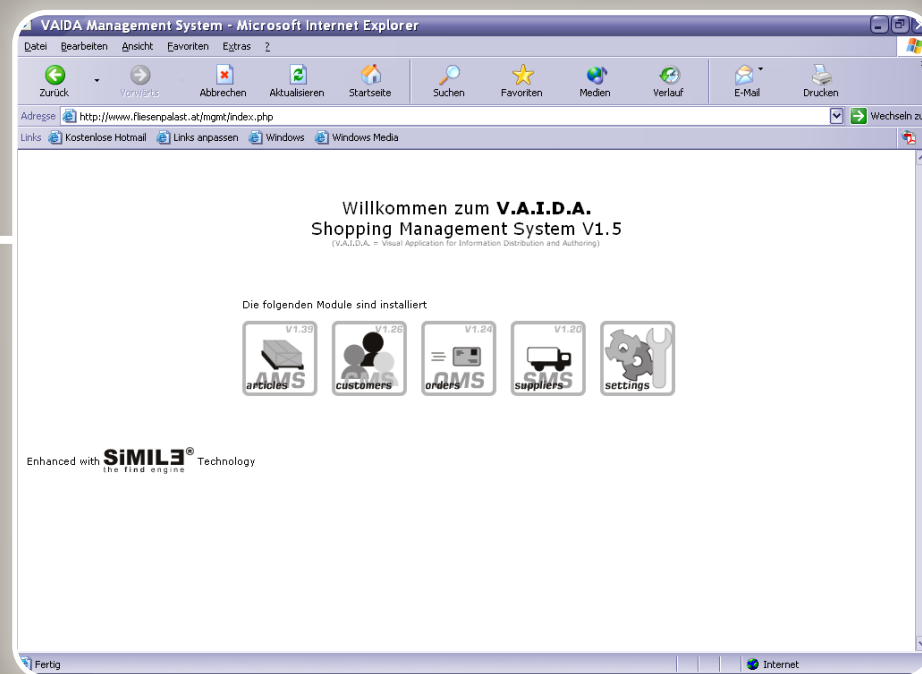 VAIDA Management System - Microsoft Internet Explorer
Datei Bearbeiten Ansicht Favoriten Extras ?
Zurück Vorwärts Abbrechen Aktualisieren Startseite Suchen Favoriten Medien Verlauf E-Mail Drucken
Adresse http://www.fliesenpalast.at/mgmt/index.php Wechseln zu
Links Kostenlose Hotmail Links anpassen Windows Windows Media
Willkommen zum V.A.I.D.A.
Shopping Management System V1.5
(V.A.I.D.A. = Visual Application for Information Distribution and Authoring)
Die folgenden Module sind installiert
V1.39 V1.26 V1.24 V1.20
AMS CMS OMS SMS
articles customers orders suppliers settings
Enhanced with SiMILE® Technology
the find engine
Fertig Internet